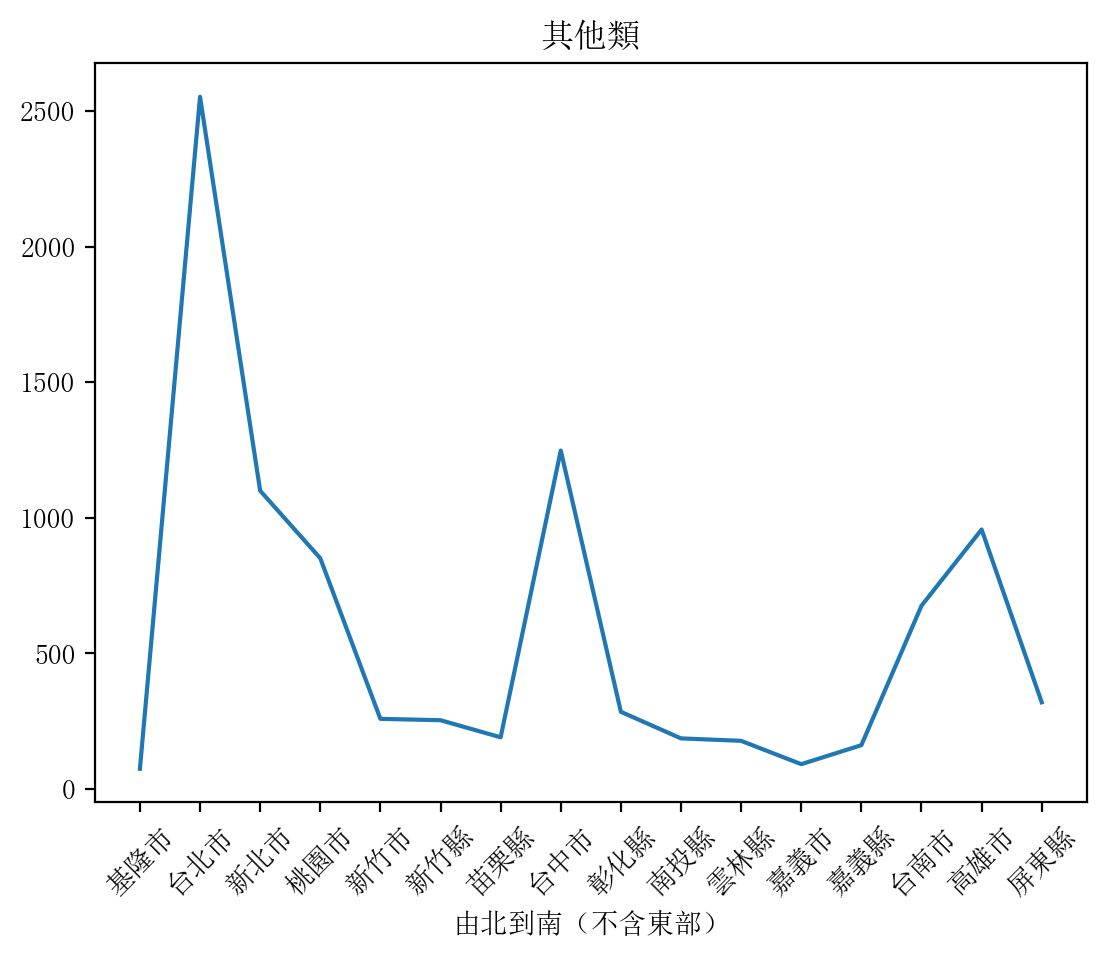 其他類
2500
2000
1500
1000
500
0
基隆市
台北市
新北市
桃園市
新竹市
新竹縣
苗栗縣
台中市
彰化縣
南投縣
雲林縣
嘉義市
嘉義縣
台南市
高雄市
屏東縣
由北到南（不含東部）